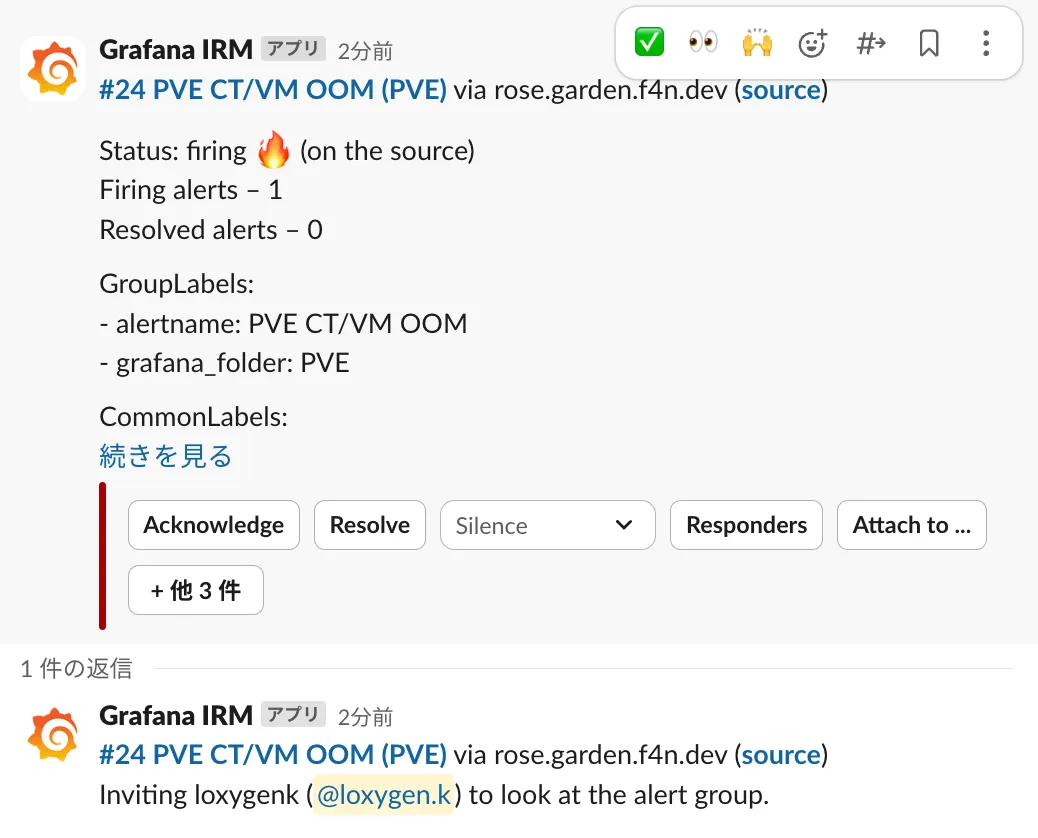 Grafana IRM アプリ 2分前
#24 PVE CT/VM OOM (PVE) via rose.garden.f4n.dev (source)
Status: firing 🔥 (on the source)
Firing alerts – 1
Resolved alerts – 0
GroupLabels:
- alertname: PVE CT/VM OOM
- grafana_folder: PVE
CommonLabels:
続きを見る
Acknowledge Resolve Silence Responders Attach to ...
+ 他 3 件
1 件の返信
Grafana IRM アプリ 2分前
#24 PVE CT/VM OOM (PVE) via rose.garden.f4n.dev (source)
Inviting loxygenk (@loxygen.k) to look at the alert group.